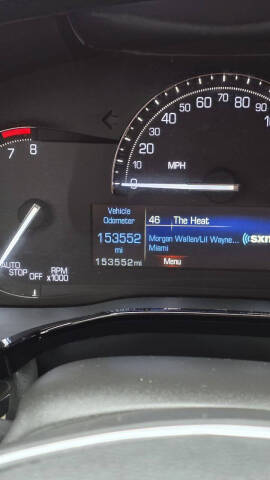 7 8
0 10 20 30 40 50 60 70 80 90
MPH
AUTO
STOP OFF
RPM
x1000
Vehicle
Odometer
153552
mi
153552mi
46 The Heat
Morgan Wallen/Lil Wayne...
Miami
sxm
Menu